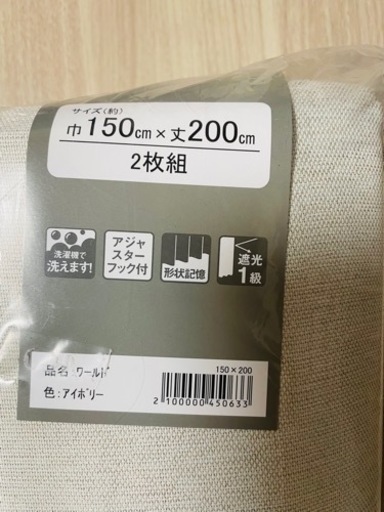 サイズ(約)
巾150cm×丈200cm
2枚組
洗濯機で
洗えます!
アジャ
スター
フック付
形状記憶
遮光
1級
品名:ワールド
150×200
色:アイボリー
2100000450633